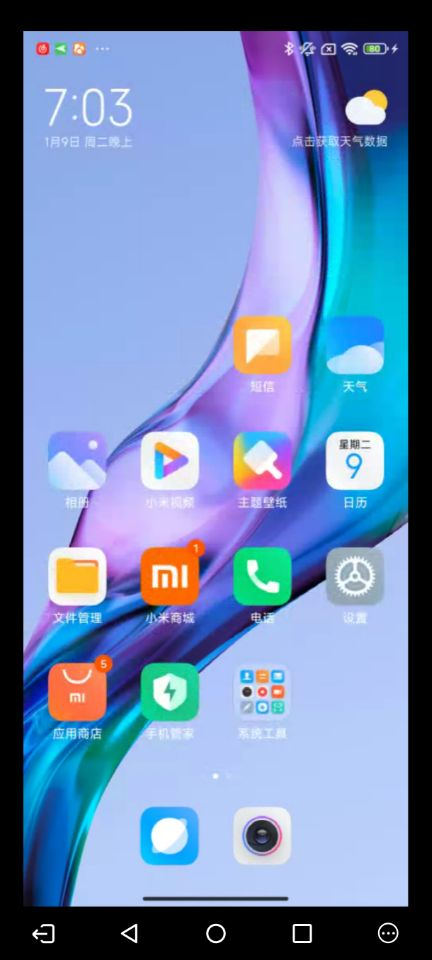 80
7:03
1月9日 周二晚上
点击获取天气数据
短信
天气
相册
小米视频
主题壁纸
星期二
9
日历
文件管理
1
小米商城
电话
设置
5
应用商店
手机管家
系统工具